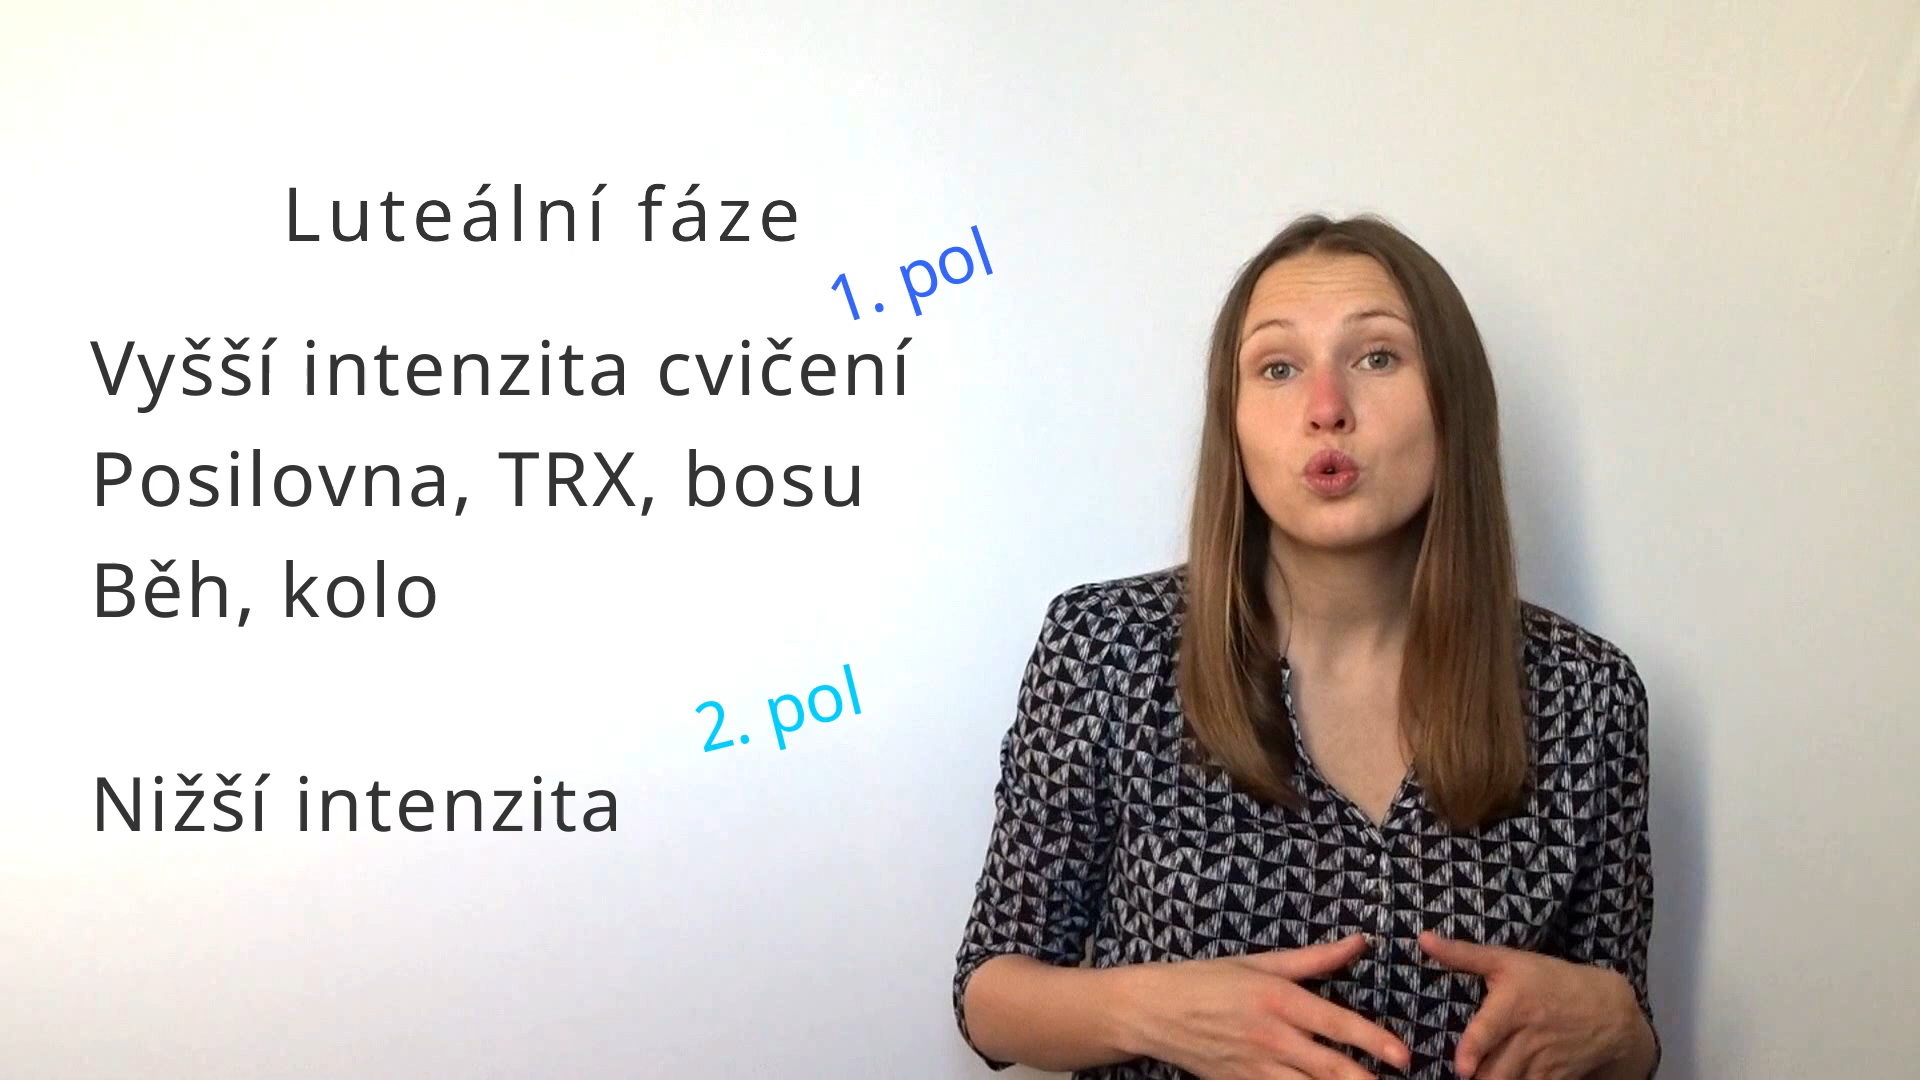 Luteální fáze
1. pol
Vyšší intenzita cvičení
Posilovna, TRX, bosu
Běh, kolo
2. pol
Nižší intenzita